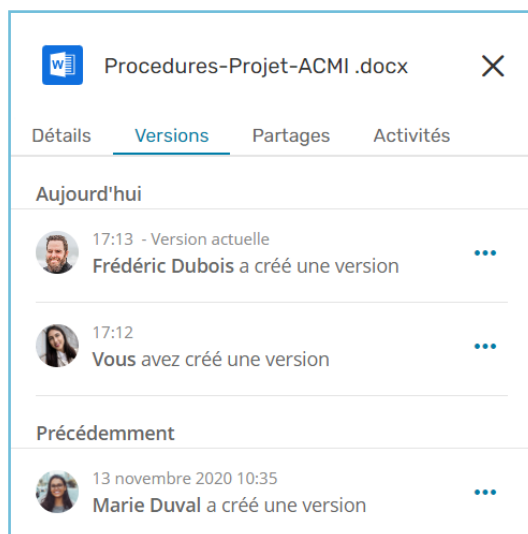 W
Procedures-Projet-ACMI .docx
Détails Versions Partages Activités
Aujourd'hui
17:13 - Version actuelle
Frédéric Dubois a créé une version
17:12
Vous avez créé une version
Précédemment
13 novembre 2020 10:35
Marie Duval a créé une version